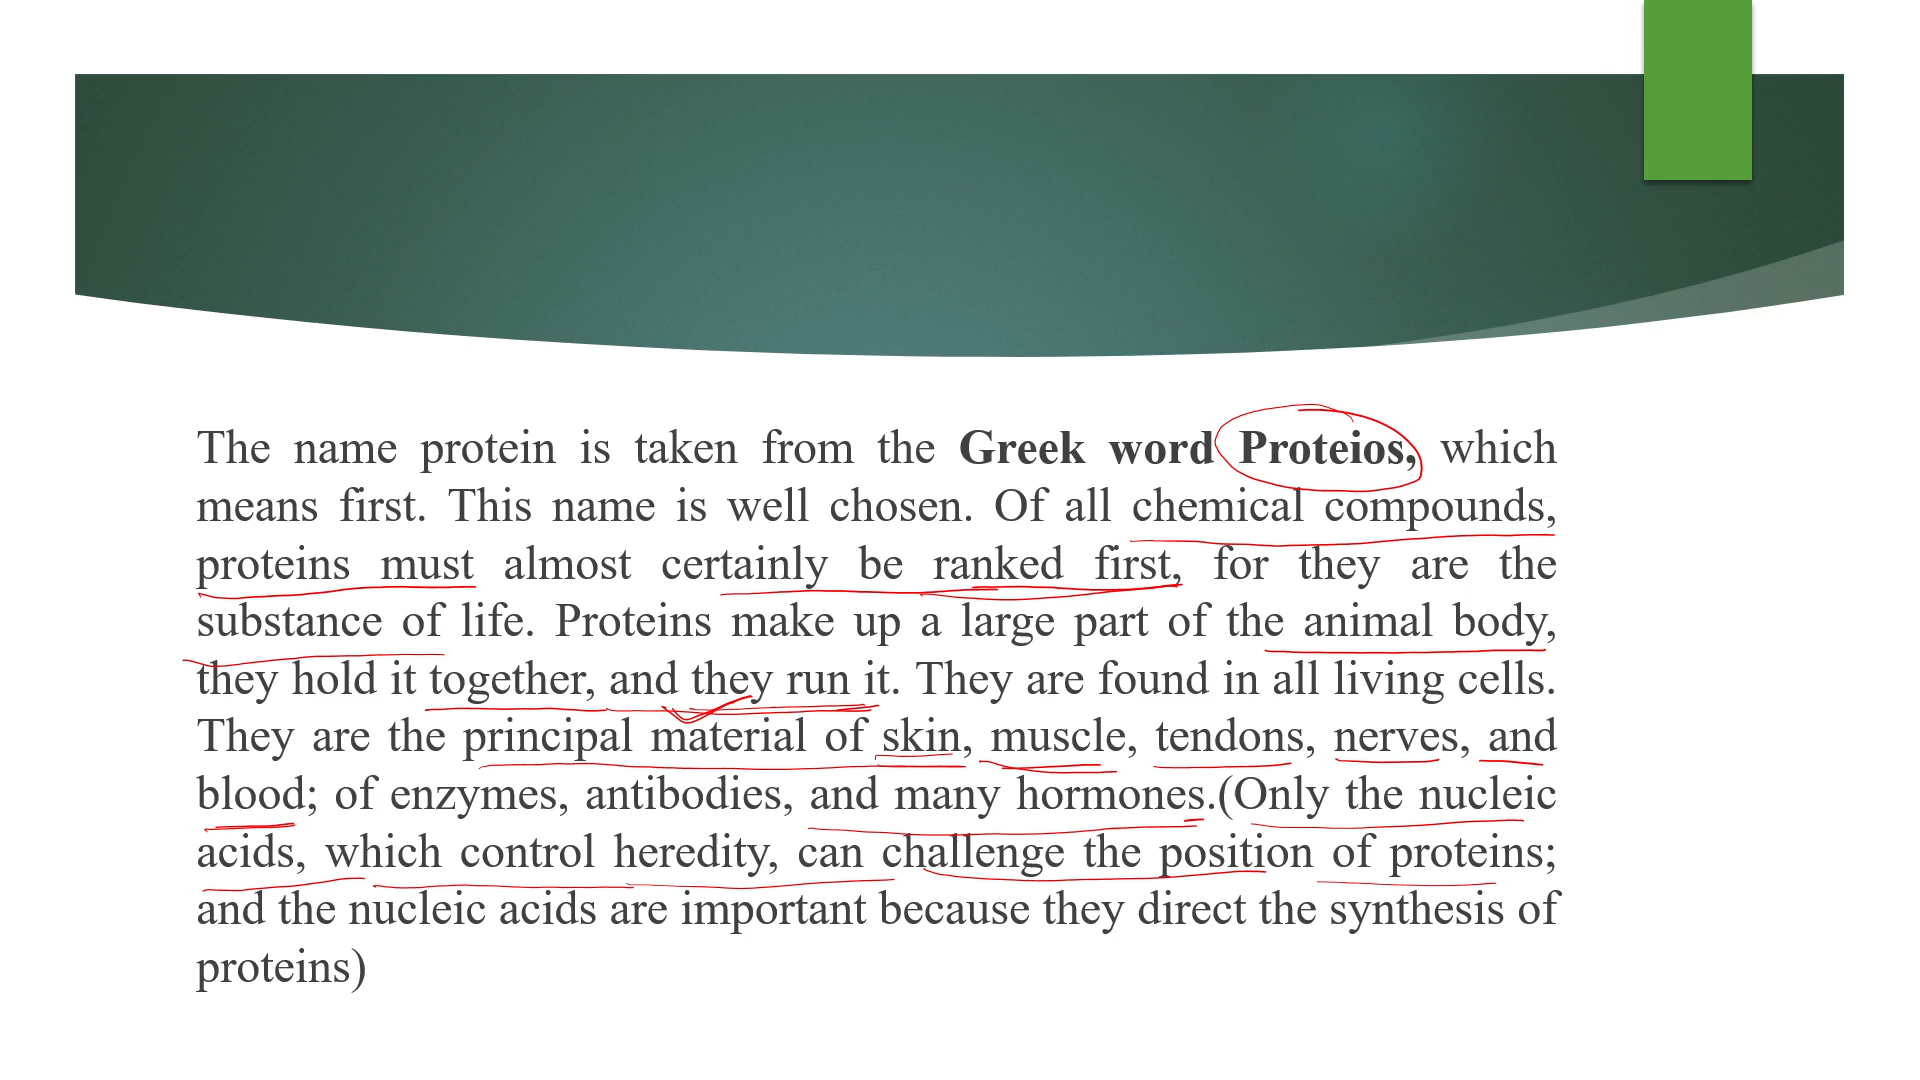 The name protein is taken from the Greek word Proteios, which
means first. This name is well chosen. Of all chemical compounds,
proteins must almost certainly be ranked first, for they are the
substance of life. Proteins make up a large part of the animal body,
they hold it together, and they run it. They are found in all living cells.
They are the principal material of skin, muscle, tendons, nerves, and
blood; of enzymes, antibodies, and many hormones.(Only the nucleic
acids, which control heredity, can challenge the position of proteins;
and the nucleic acids are important because they direct the synthesis of
proteins)